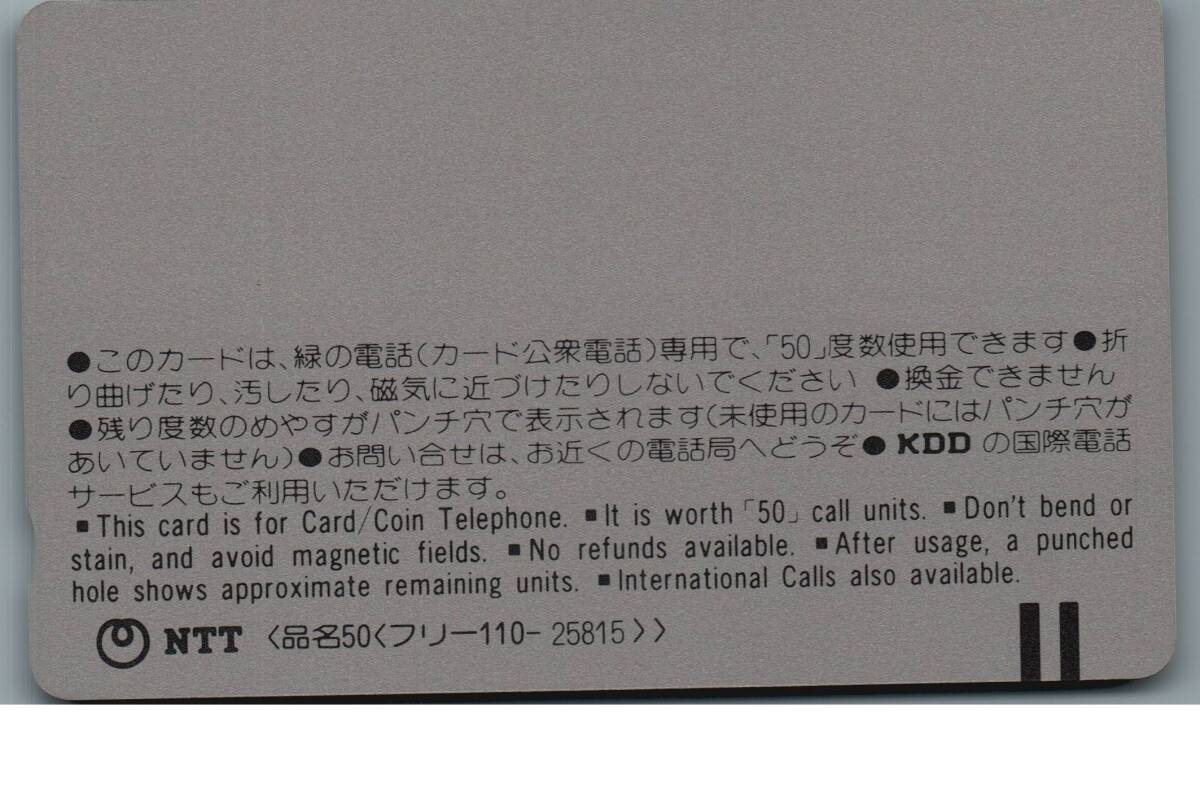 ●このカードは、緑の電話(カード公衆電話)専用で、「50」度数使用できます●折
り曲げたり、汚したり、磁気に近づけたりしないでください ●換金できません
●残り度数のめやすがパンチ穴で表示されます(未使用のカードにはパンチ穴が
あいていません)●お問い合せは、お近くの電話局へどうぞ● KDD の国際電話
サービスもご利用いただけます。
■This card is for Card/Coin Telephone. ■It is worth「50」call units. ■Don't bend or
stain, and avoid magnetic fields. ■No refunds available. ■After usage, a punched
hole shows approximate remaining units. ■International Calls also available.
NTT 〈品名50〈フリー110-25815〉〉